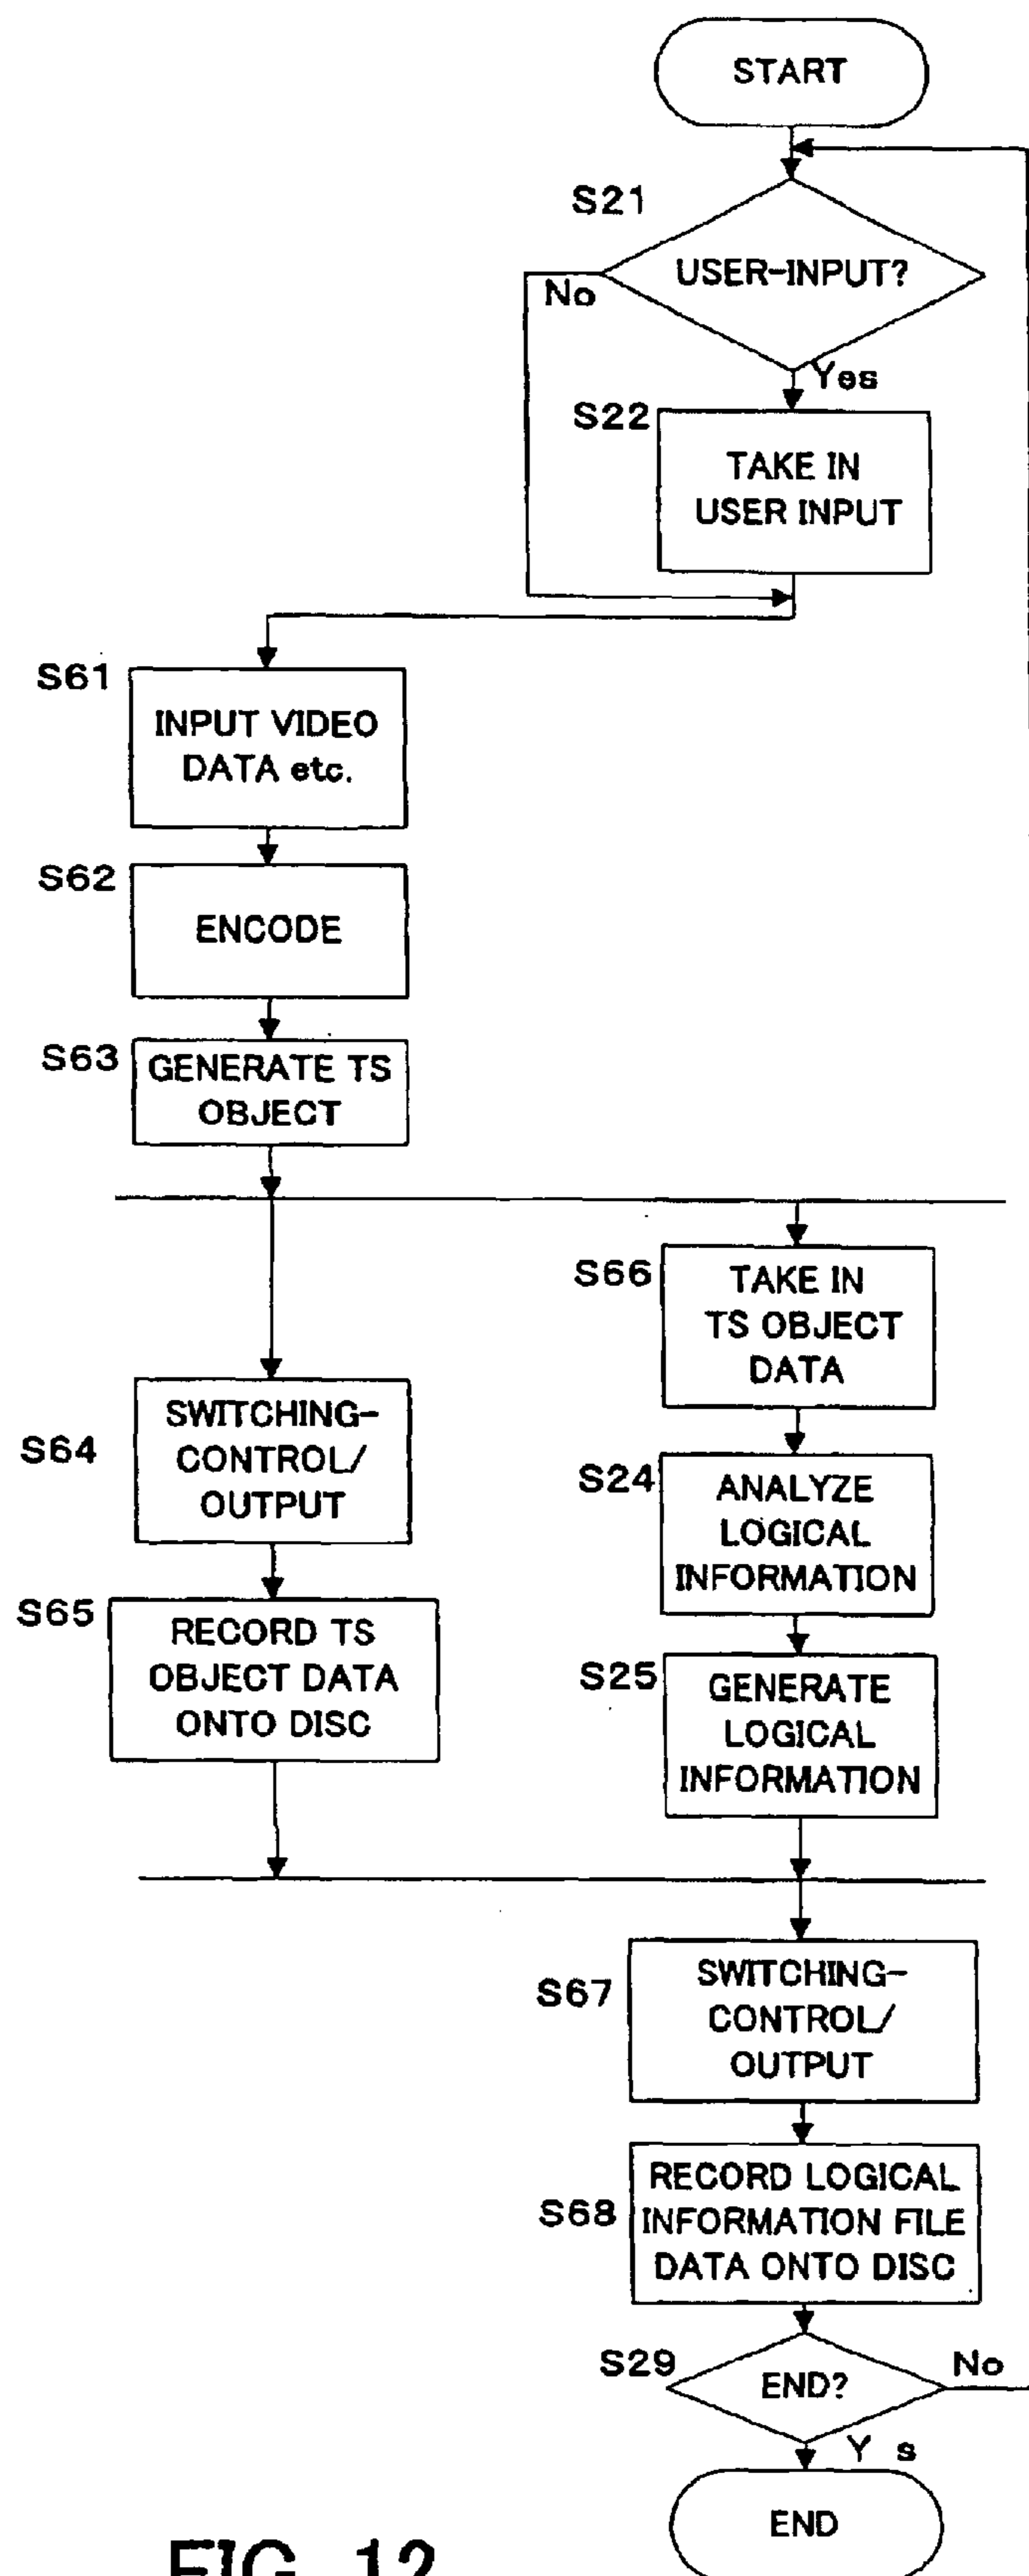 START
S21
USER-INPUT?
No
Yes
S22
TAKE IN
USER INPUT
S61
INPUT VIDEO
DATA etc.
S62
ENCODE
S63
GENERATE TS
OBJECT
S66
TAKE IN
TS OBJECT
DATA
S64
SWITCHING-
CONTROL/
OUTPUT
S24
ANALYZE
LOGICAL
INFORMATION
S65
RECORD TS
OBJECT DATA
ONTO DISC
S25
GENERATE
LOGICAL
INFORMATION
S67
SWITCHING-
CONTROL/
OUTPUT
S68
RECORD LOGICAL
INFORMATION FILE
DATA ONTO DISC
S29
END?
No
Y s
END
FIG. 12